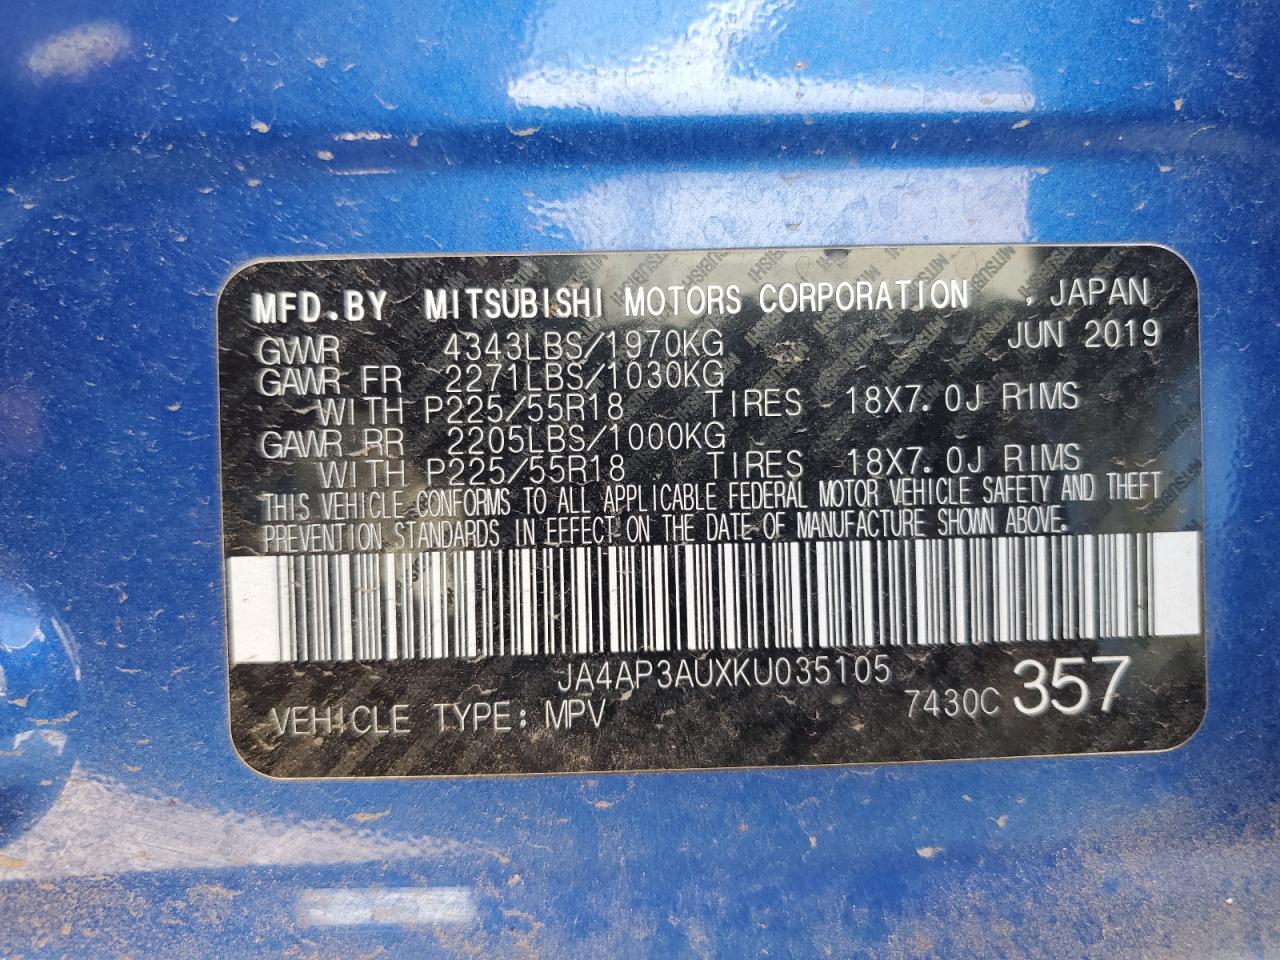 MFD.BY MITSUBISHI MOTORS CORPORATION , JAPAN
GVWR 4343LBS/1970KG JUN 2019
GAWR FR 2271LBS/1030KG
WITH P225/55R18 TIRES 18X7.0J RIMS
GAWR RR 2205LBS/1000KG
WITH P225/55R18 TIRES 18X7.0J RIMS
THIS VEHICLE CONFORMS TO ALL APPLICABLE FEDERAL MOTOR VEHICLE SAFETY AND THEFT
PREVENTION STANDARDS IN EFFECT ON THE DATE OF MANUFACTURE SHOWN ABOVE.
JA4AP3AUXKU035105
VEHICLE TYPE: MPV 7430C 357